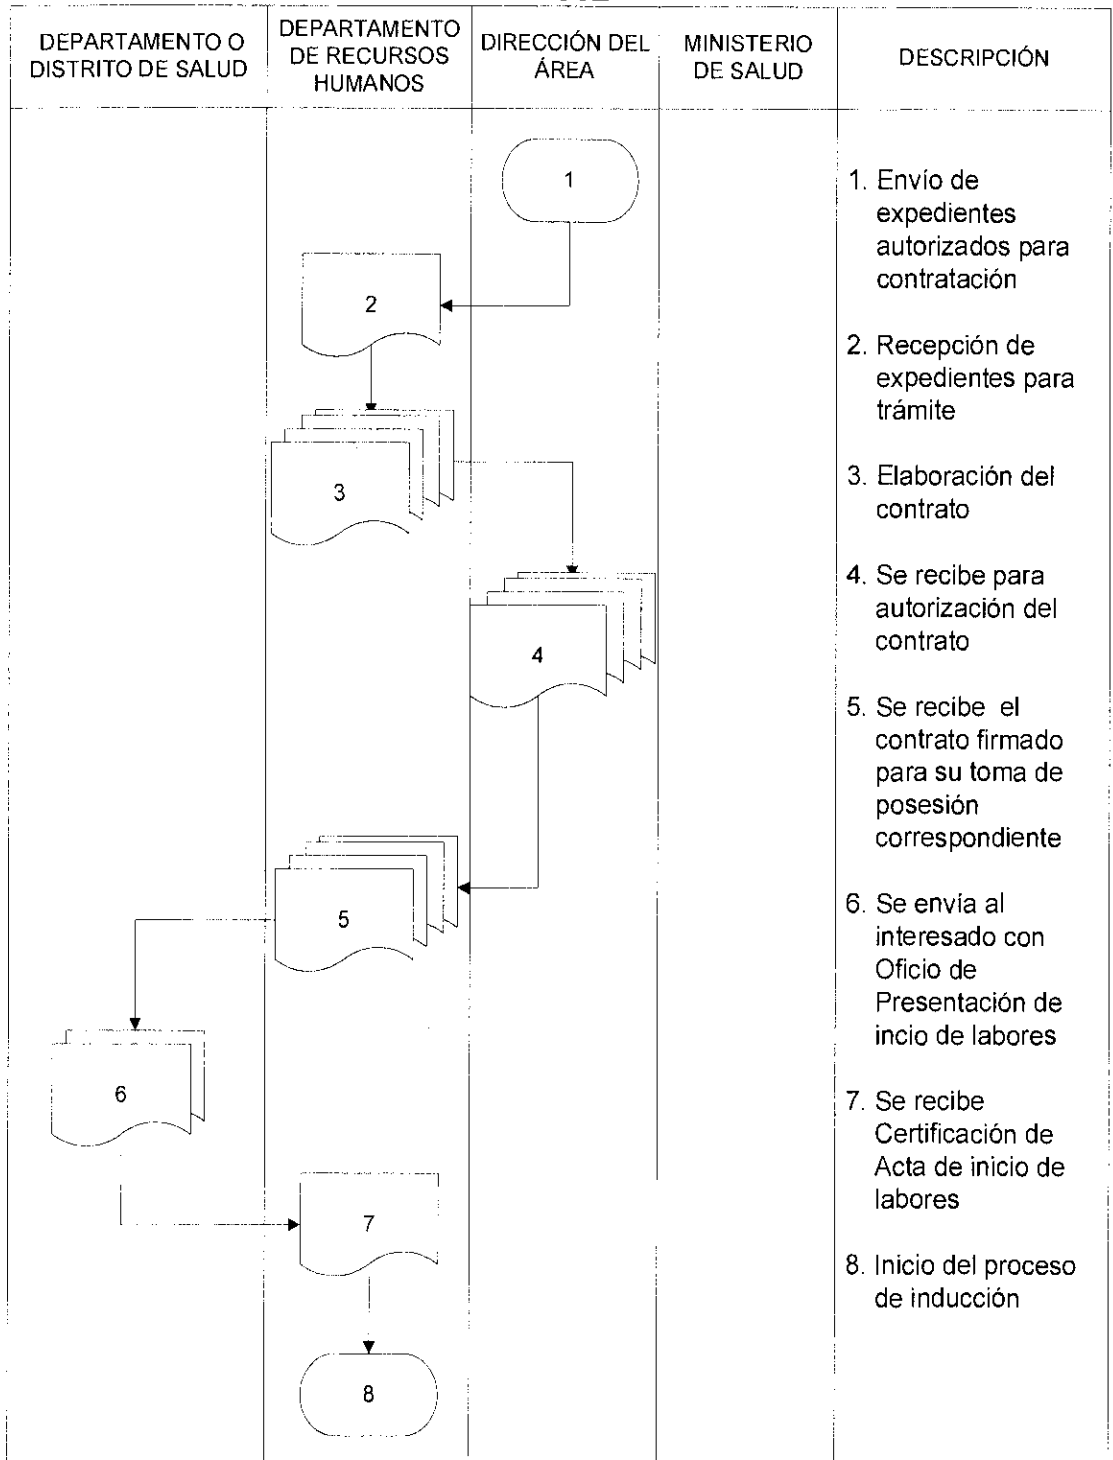 DEPARTAMENTO O
DISTRITO DE SALUD
DEPARTAMENTO
DE RECURSOS
HUMANOS
DIRECCIÓN DEL
ÁREA
MINISTERIO
DE SALUD
DESCRIPCIÓN
1
2
3
4
5
6
7
8
1. Envío de
expedientes
autorizados para
contratación
2. Recepción de
expedientes para
trámite
3. Elaboración del
contrato
4. Se recibe para
autorización del
contrato
5. Se recibe el
contrato firmado
para su toma de
posesión
correspondiente
6. Se envía al
interesado con
Oficio de
Presentación de
incio de labores
7. Se recibe
Certificación de
Acta de inicio de
labores
8. Inicio del proceso
de inducción